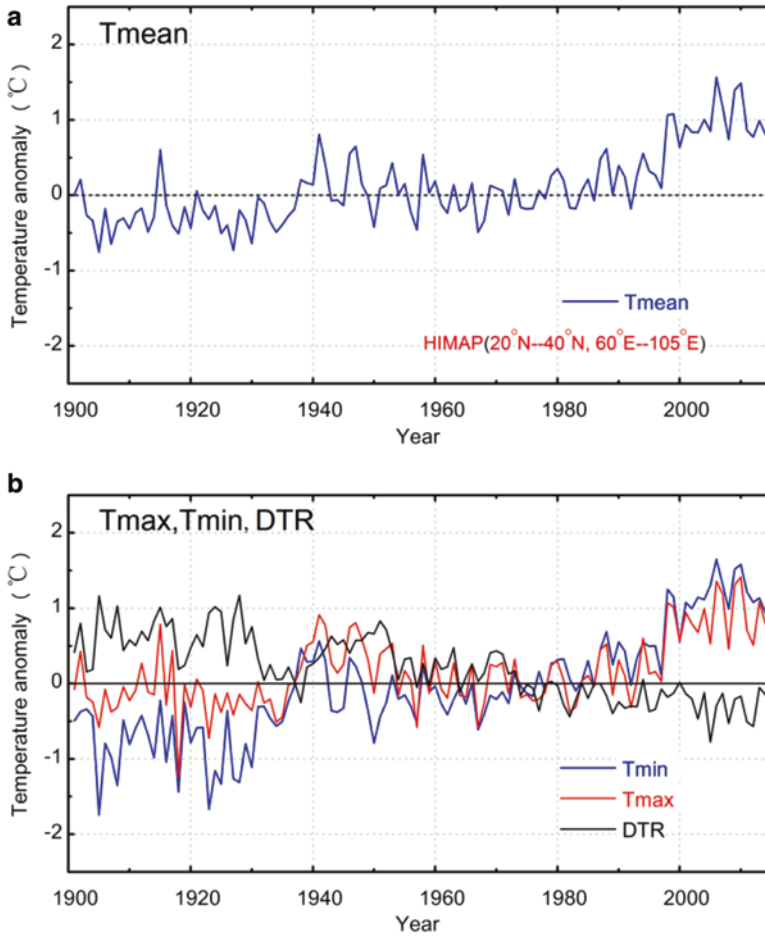 a
Tmean
2
1
0
-1
-2
Temperature anomaly (℃)
Tmean
HIMAP(20°N--40°N, 60°E--105°E)
1900 1920 1940 1960 1980 2000
Year
b
Tmax,Tmin, DTR
2
1
0
-1
-2
Temperature anomaly (℃)
Tmin
Tmax
DTR
1900 1920 1940 1960 1980 2000
Year